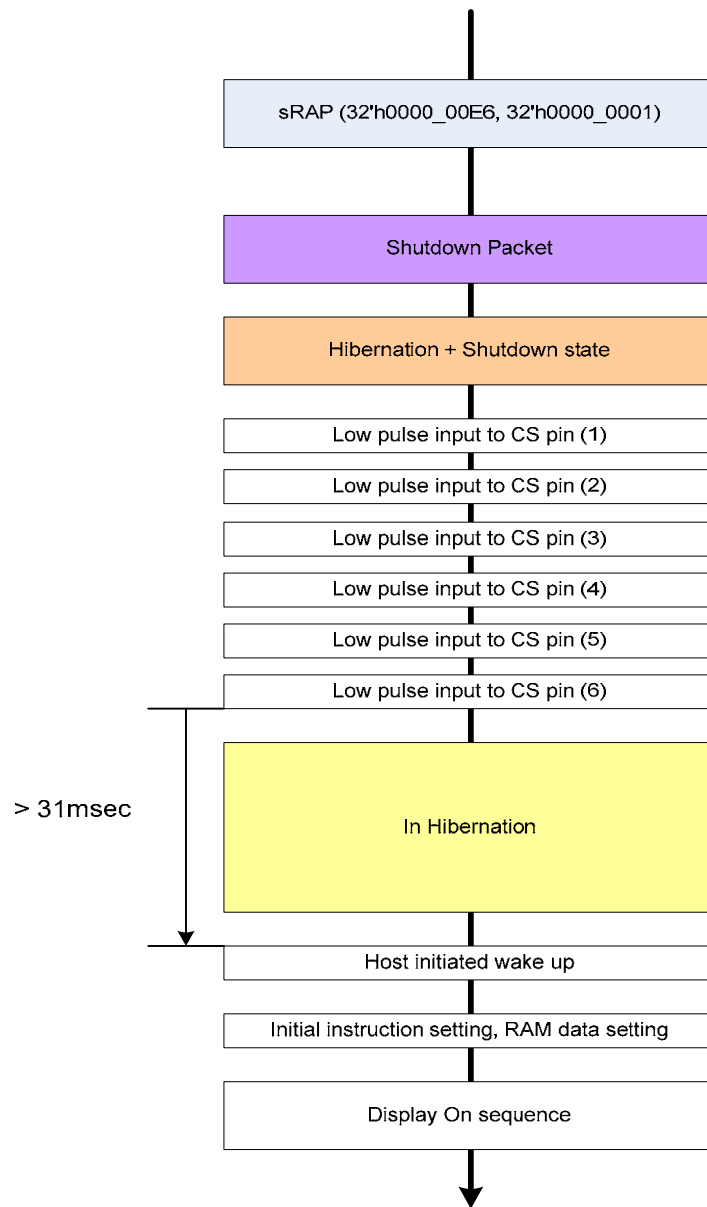 sRAP (32'h0000_00E6, 32'h0000_0001)
Shutdown Packet
Hibernation + Shutdown state
Low pulse input to CS pin (1)
Low pulse input to CS pin (2)
Low pulse input to CS pin (3)
Low pulse input to CS pin (4)
Low pulse input to CS pin (5)
Low pulse input to CS pin (6)
> 31msec
In Hibernation
Host initiated wake up
Initial instruction setting, RAM data setting
Display On sequence